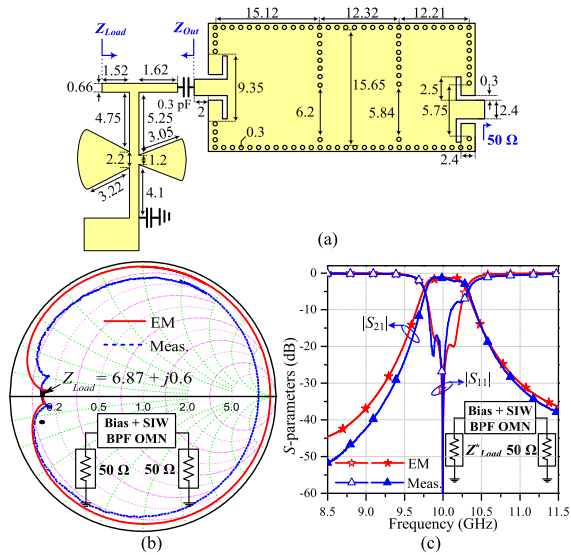 15.12 12.32 12.21
Z_Load Z_Out
1.52 1.62
0.66
0.3
pF
9.35
15.65
2.5
0.3
2
6.2
5.84
5.75
2.4
4.75
5.25
3.05
0.3
50 Ω
2.4
2.2
1.2
3.22
4.1
(a)
EM
Meas.
Z_Load = 6.87 + j0.6
0.2 0.5 1.0 2.0 5.0
Bias + SIW
BPF OMN
50 Ω 50 Ω
(b)
0
-10
-20
-30
-40
-50
-60
S-parameters (dB)
|S21|
|S11|
EM
Meas.
Bias + SIW
BPF OMN
Z*_Load 50 Ω
8.5 9.0 9.5 10.0 10.5 11.0 11.5
Frequency (GHz)
(c)